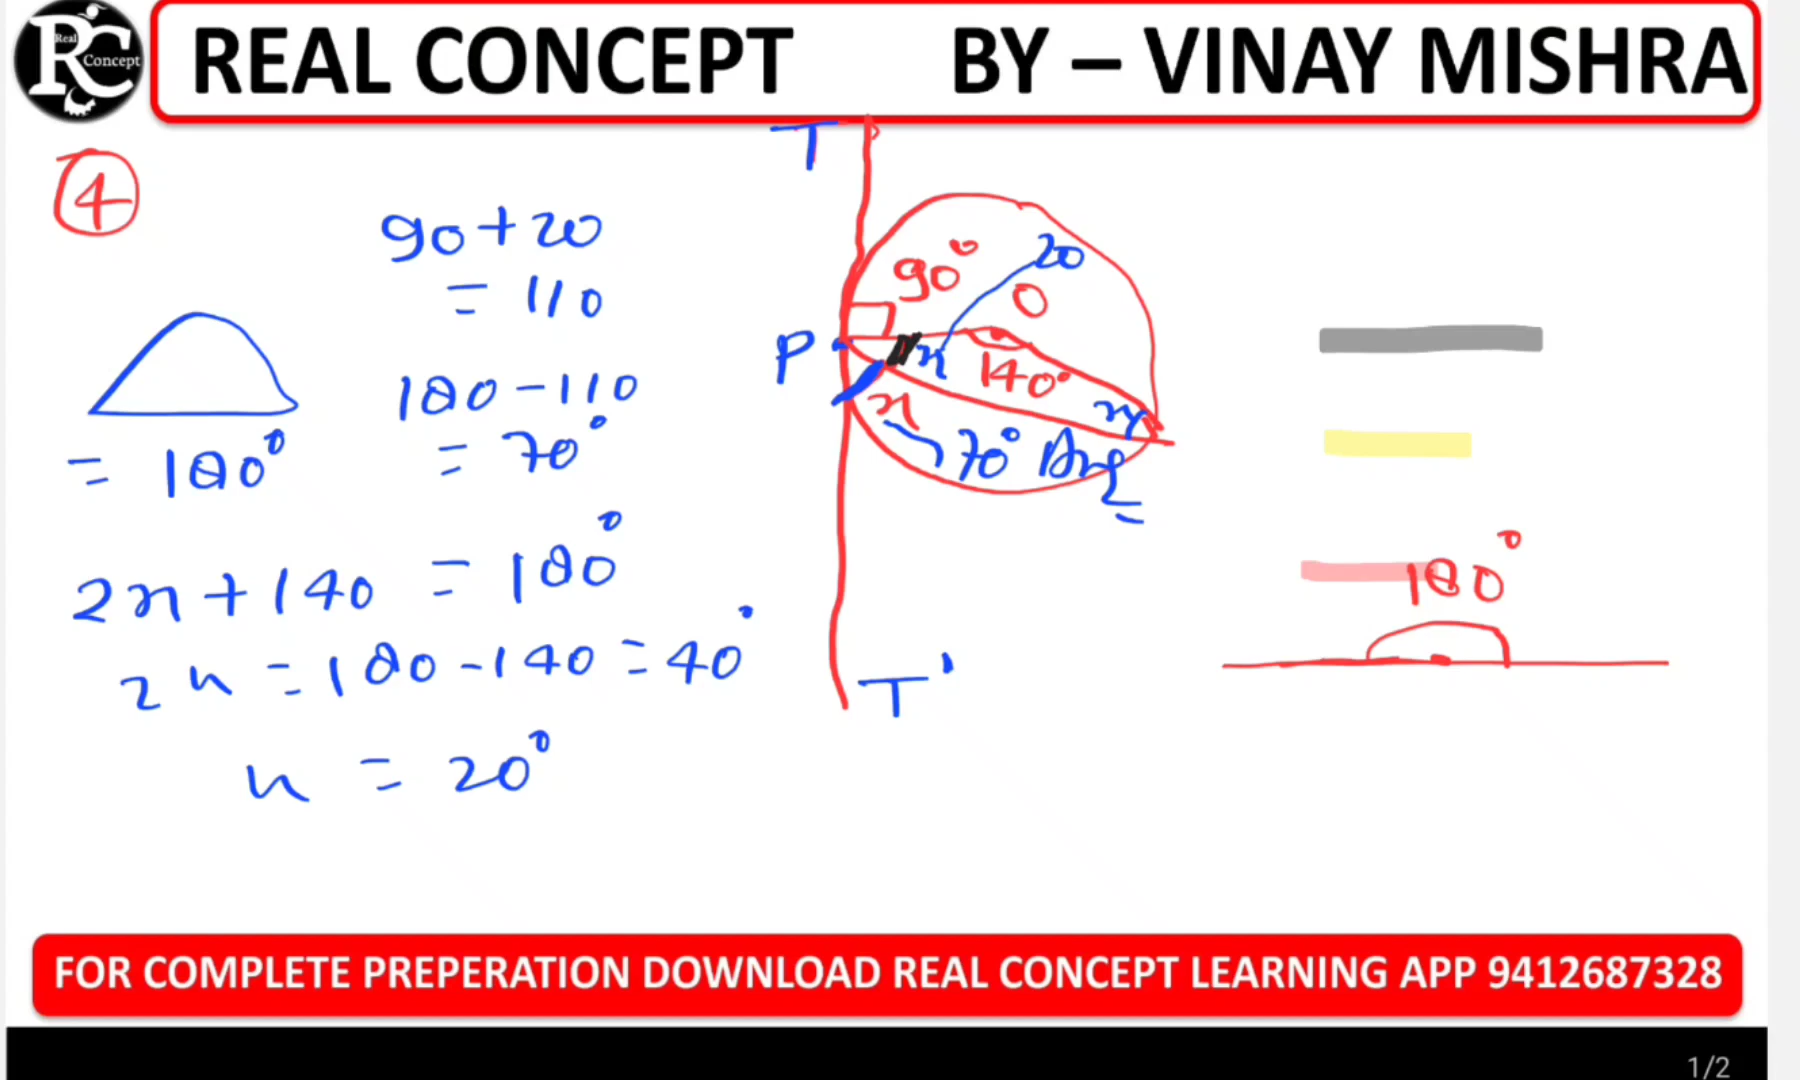 Real
Concept
REAL CONCEPT BY – VINAY MISHRA
4
90+20
= 110
180-110
= 70°
= 180°
2x+140 = 180°
2x = 180-140 = 40°
x = 20°
T
90°
20
O
P
x
140°
x
x
70° Ans
T'
180°
FOR COMPLETE PREPERATION DOWNLOAD REAL CONCEPT LEARNING APP 9412687328
1/2